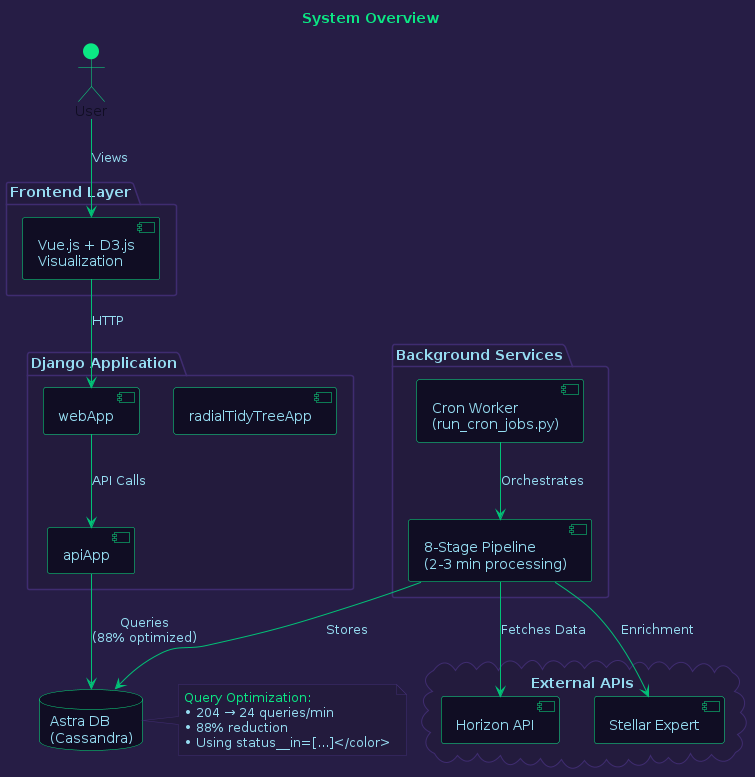 System Overview
User
Views
Frontend Layer
Vue.js + D3.js
Visualization
HTTP
Django Application
webApp
radialTidyTreeApp
API Calls
apiApp
Background Services
Cron Worker
(run_cron_jobs.py)
Orchestrates
8-Stage Pipeline
(2-3 min processing)
Queries
(88% optimized)
Stores
Fetches Data
Enrichment
Astra DB
(Cassandra)
Query Optimization:
• 204 → 24 queries/min
• 88% reduction
• Using status__in=[...]</color>
External APIs
Horizon API
Stellar Expert